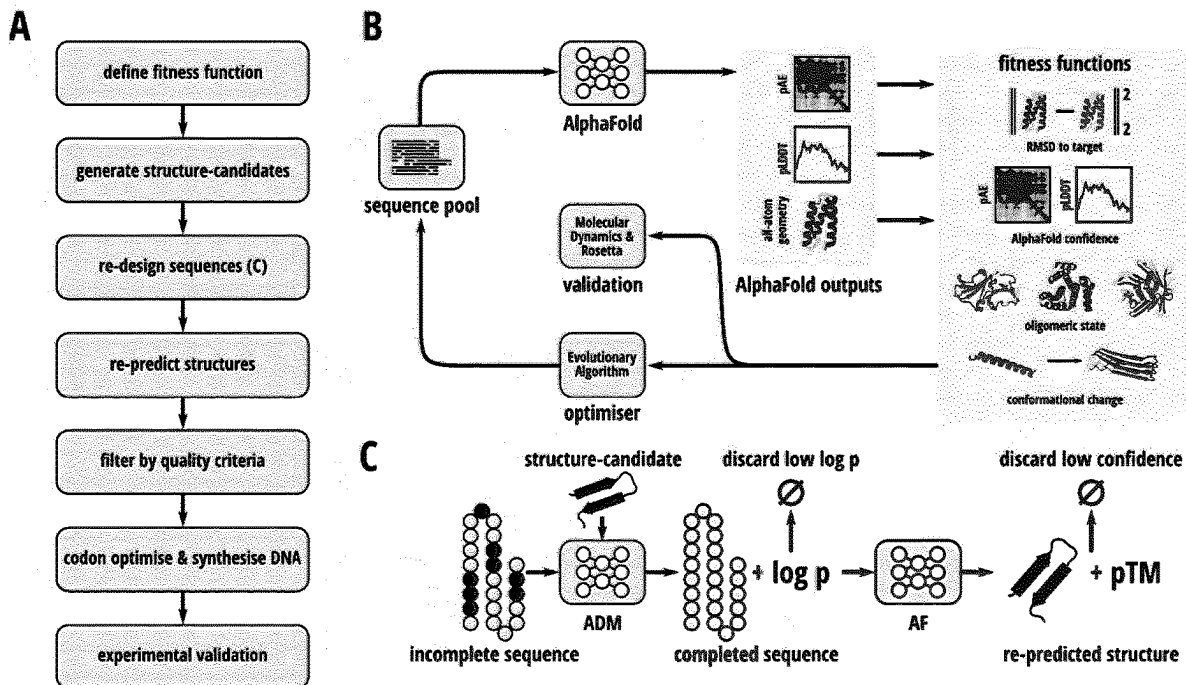 A
define fitness function
generate structure-candidates
re-design sequences (C)
re-predict structures
filter by quality criteria
codon optimise & synthesise DNA
experimental validation
B
sequence pool
AlphaFold
Molecular
Dynamics &
Rosetta
validation
Evolutionary
Algorithm
optimiser
pAE
pLDDT
all-atom
geometry
AlphaFold outputs
fitness functions
2
2
RMSD to target
pAE
pLDDT
AlphaFold confidence
oligomeric state
conformational change
C
structure-candidate
incomplete sequence
ADM
completed sequence
discard low log p
Ø
+ log p
AF
discard low confidence
Ø
+ pTM
re-predicted structure